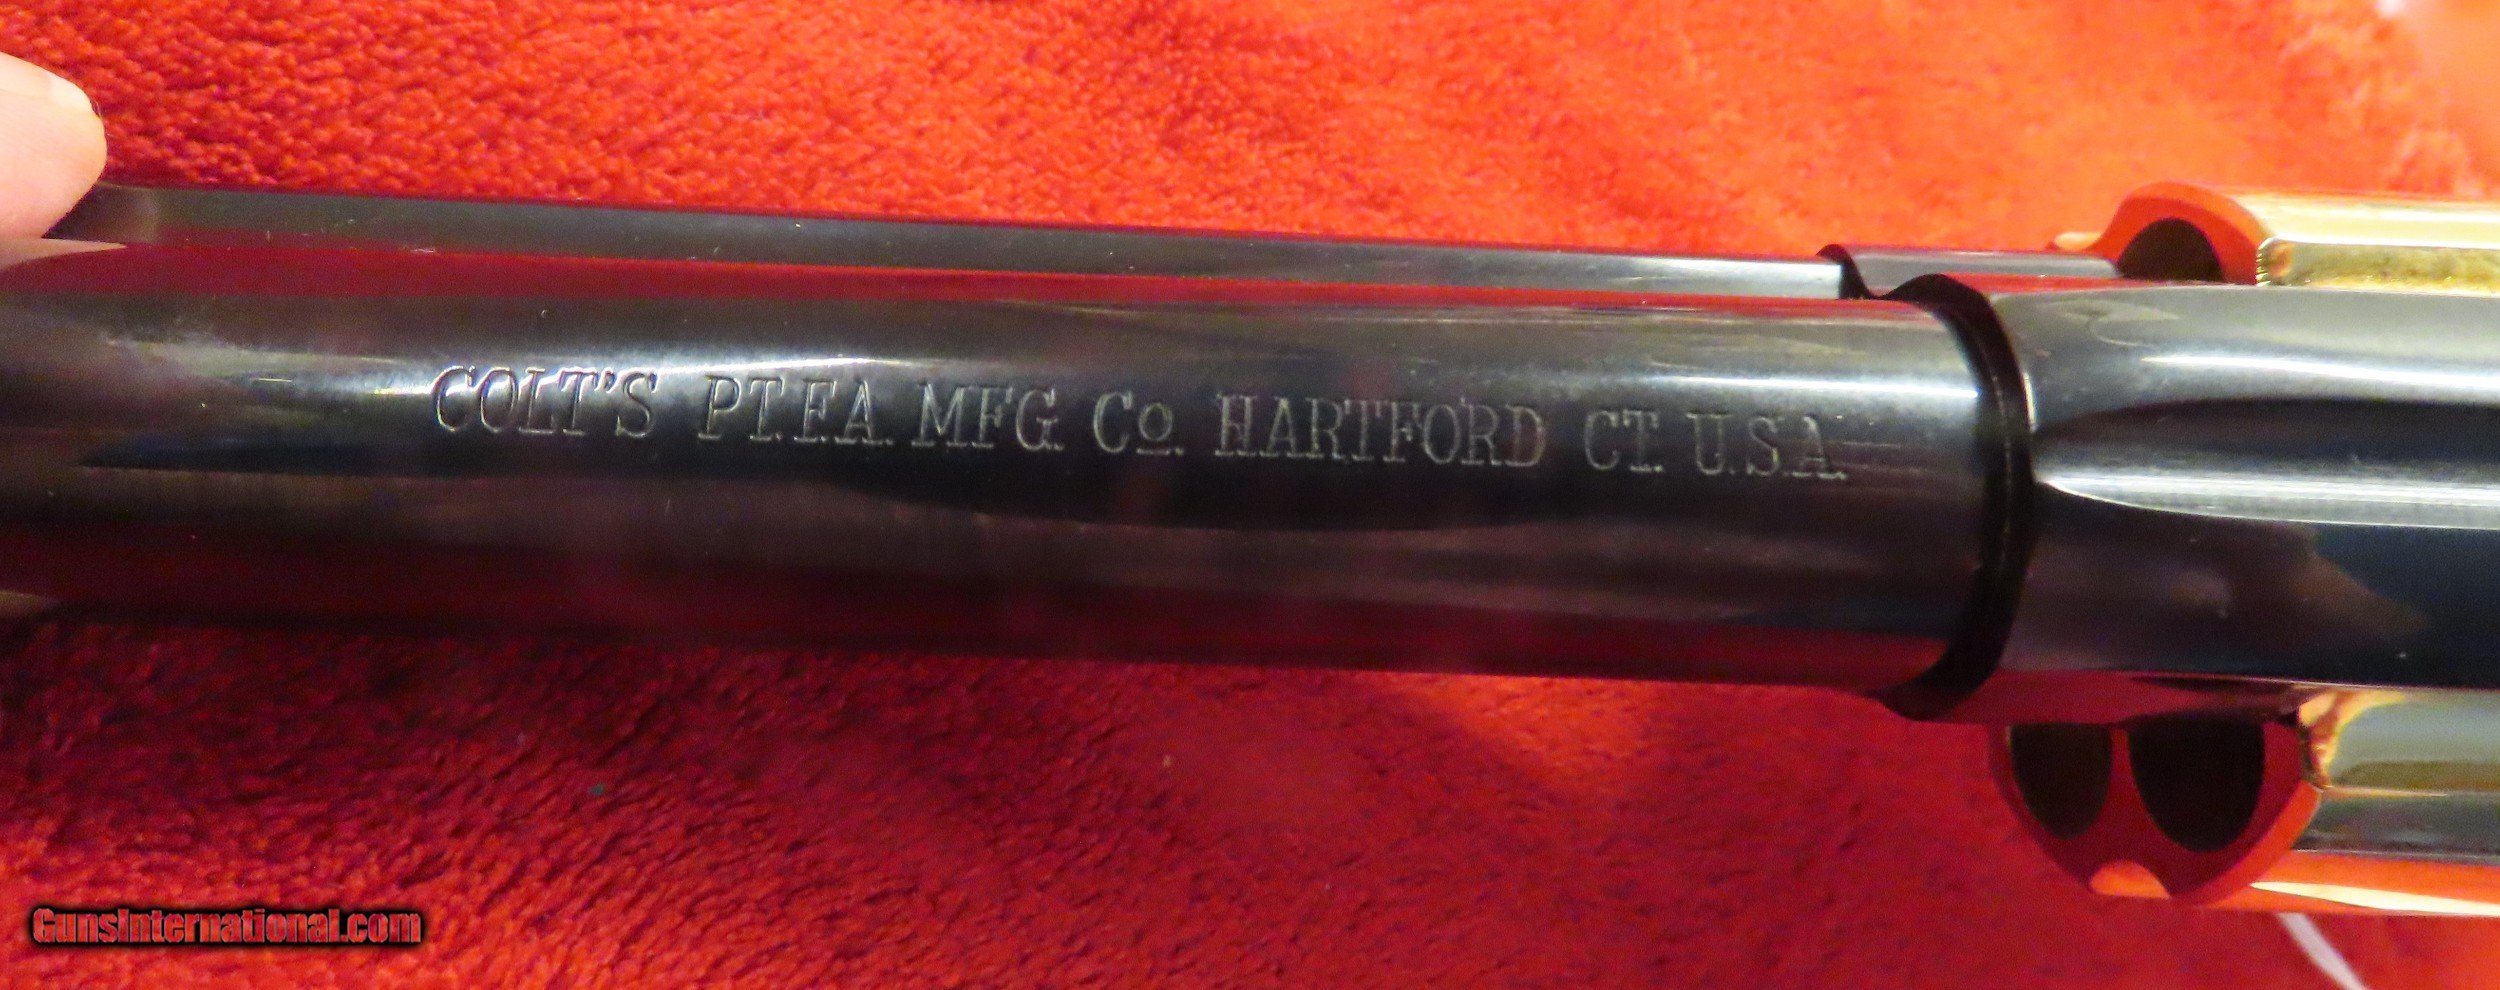 COLT'S PT. F.A. MFG. Co. HARTFORD CT. U.S.A.
GunsInternational.com